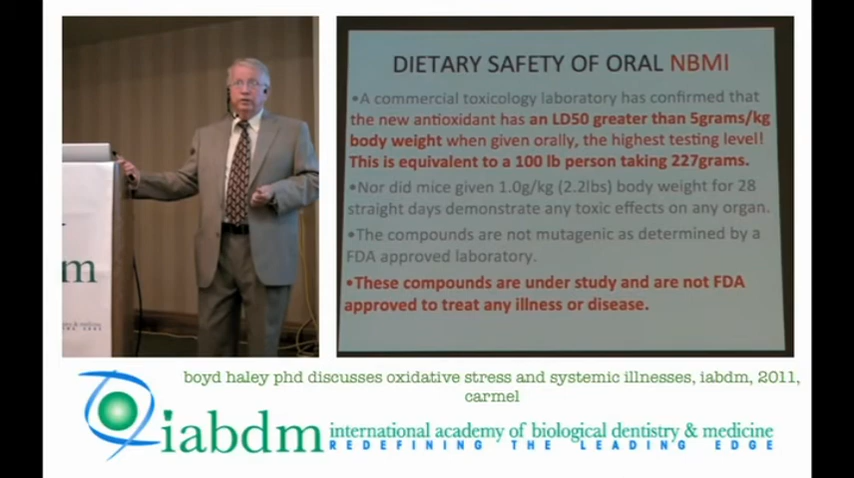 DIETARY SAFETY OF ORAL NBMI
•A commercial toxicology laboratory has confirmed that
the new antioxidant has an LD50 greater than 5grams/kg
body weight when given orally, the highest testing level!
This is equivalent to a 100 lb person taking 227grams.
•Nor did mice given 1.0g/kg (2.2lbs) body weight for 28
straight days demonstrate any toxic effects on any organ.
•The compounds are not mutagenic as determined by a
FDA approved laboratory.
•These compounds are under study and are not FDA
approved to treat any illness or disease.
m
boyd haley phd discusses oxidative stress and systemic illnesses, iabdm, 2011,
carmel
iabdm international academy of biological dentistry & medicine
REDEFINING THE LEADING EDGE